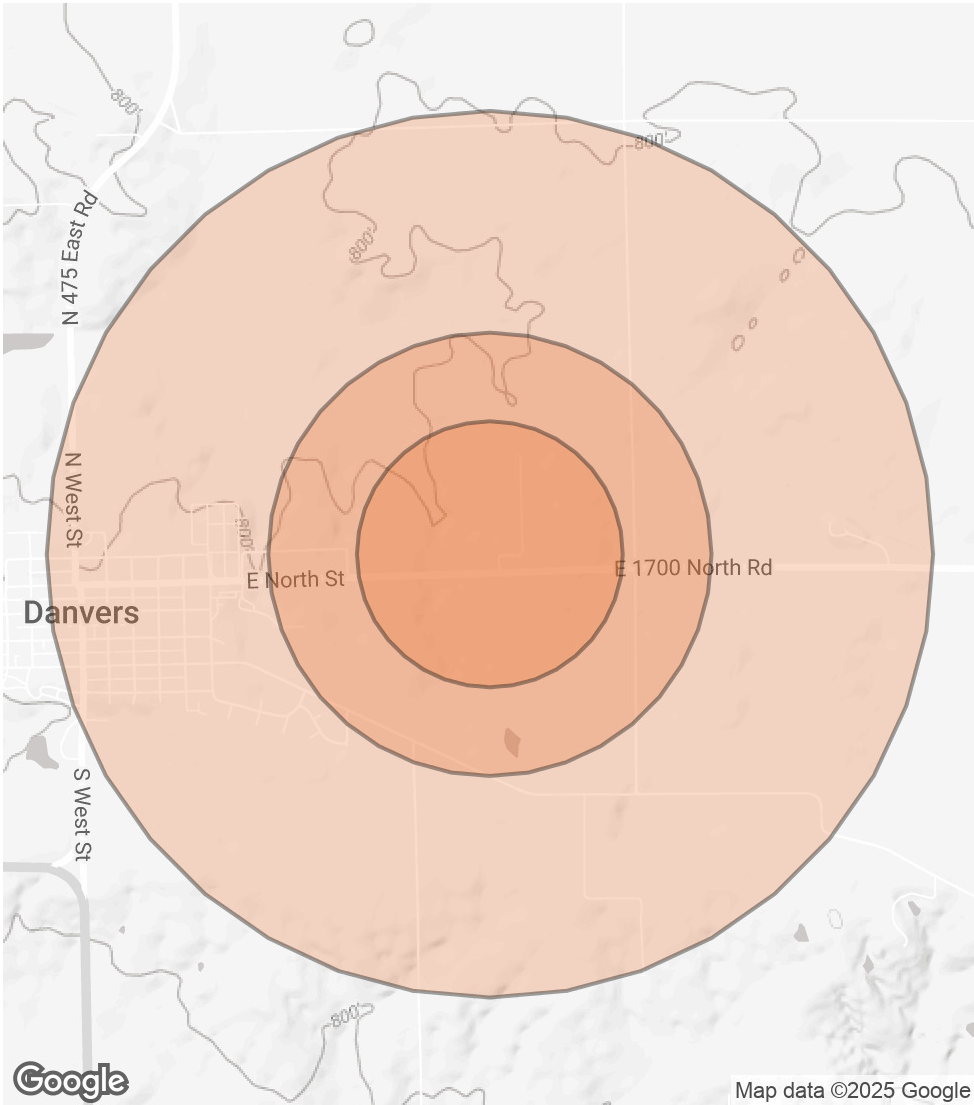 -800'
-800'
N 475 East Rd
800'
N West St
-800'
E North St
E 1700 North Rd
Danvers
S West St
-800'
Google
Map data ©2025 Google